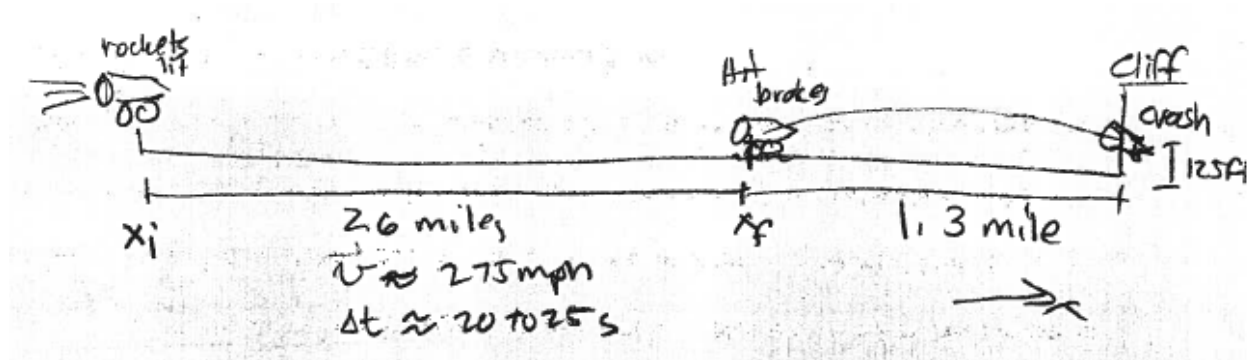 rockets
lit
Hit
brakes
Cliff
crash
125ft
xi
2.6 miles
xf
1.3 mile
v ≈ 275mph
Δt ≈ 20 to 25s
x